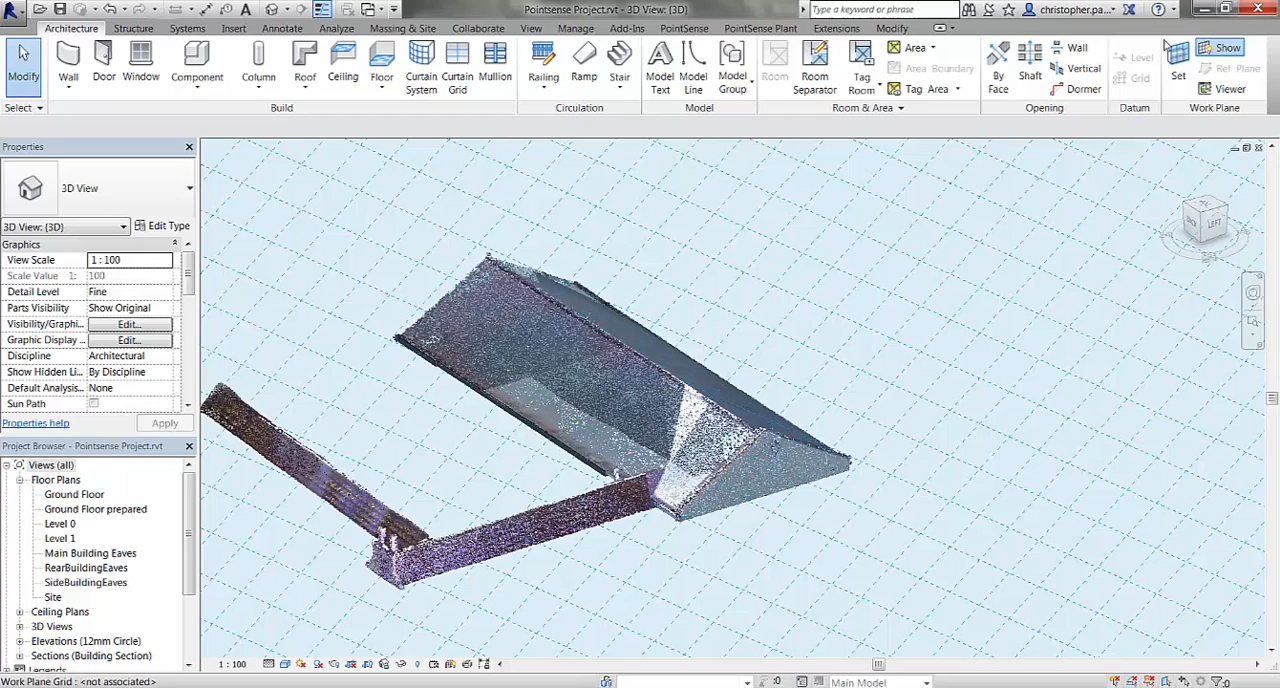 Pointsense Project.rvt - 3D View: {3D}
Type a keyword or phrase
christopher.pa...
Architecture Structure Systems Insert Annotate Analyze Massing & Site Collaborate View Manage Add-Ins PointSense PointSense Plant Extensions Modify
Modify Wall Door Window Component Column Roof Ceiling Floor Curtain System Curtain Grid Mullion Railing Ramp Stair Model Text Model Line Model Group Room Room Separator Tag Room
Area
Area Boundary
Tag Area
By Face Shaft
Wall
Vertical
Dormer
Level
Grid
Set
Show
Ref Plane
Viewer
Select Build Circulation Model Room & Area Opening Datum Work Plane
Properties
3D View
3D View: {3D} Edit Type
Graphics
View Scale 1 : 100
Scale Value 1: 100
Detail Level Fine
Parts Visibility Show Original
Visibility/Graphi... Edit...
Graphic Display ... Edit...
Discipline Architectural
Show Hidden Li... By Discipline
Default Analysis... None
Sun Path
Properties help Apply
Project Browser - Pointsense Project.rvt
Views (all)
Floor Plans
Ground Floor
Ground Floor prepared
Level 0
Level 1
Main Building Eaves
RearBuildingEaves
SideBuildingEaves
Site
Ceiling Plans
3D Views
Elevations (12mm Circle)
Sections (Building Section)
Legends
BACK LEFT
1 : 100
Work Plane Grid : <not associated>
:0
Main Model
:0